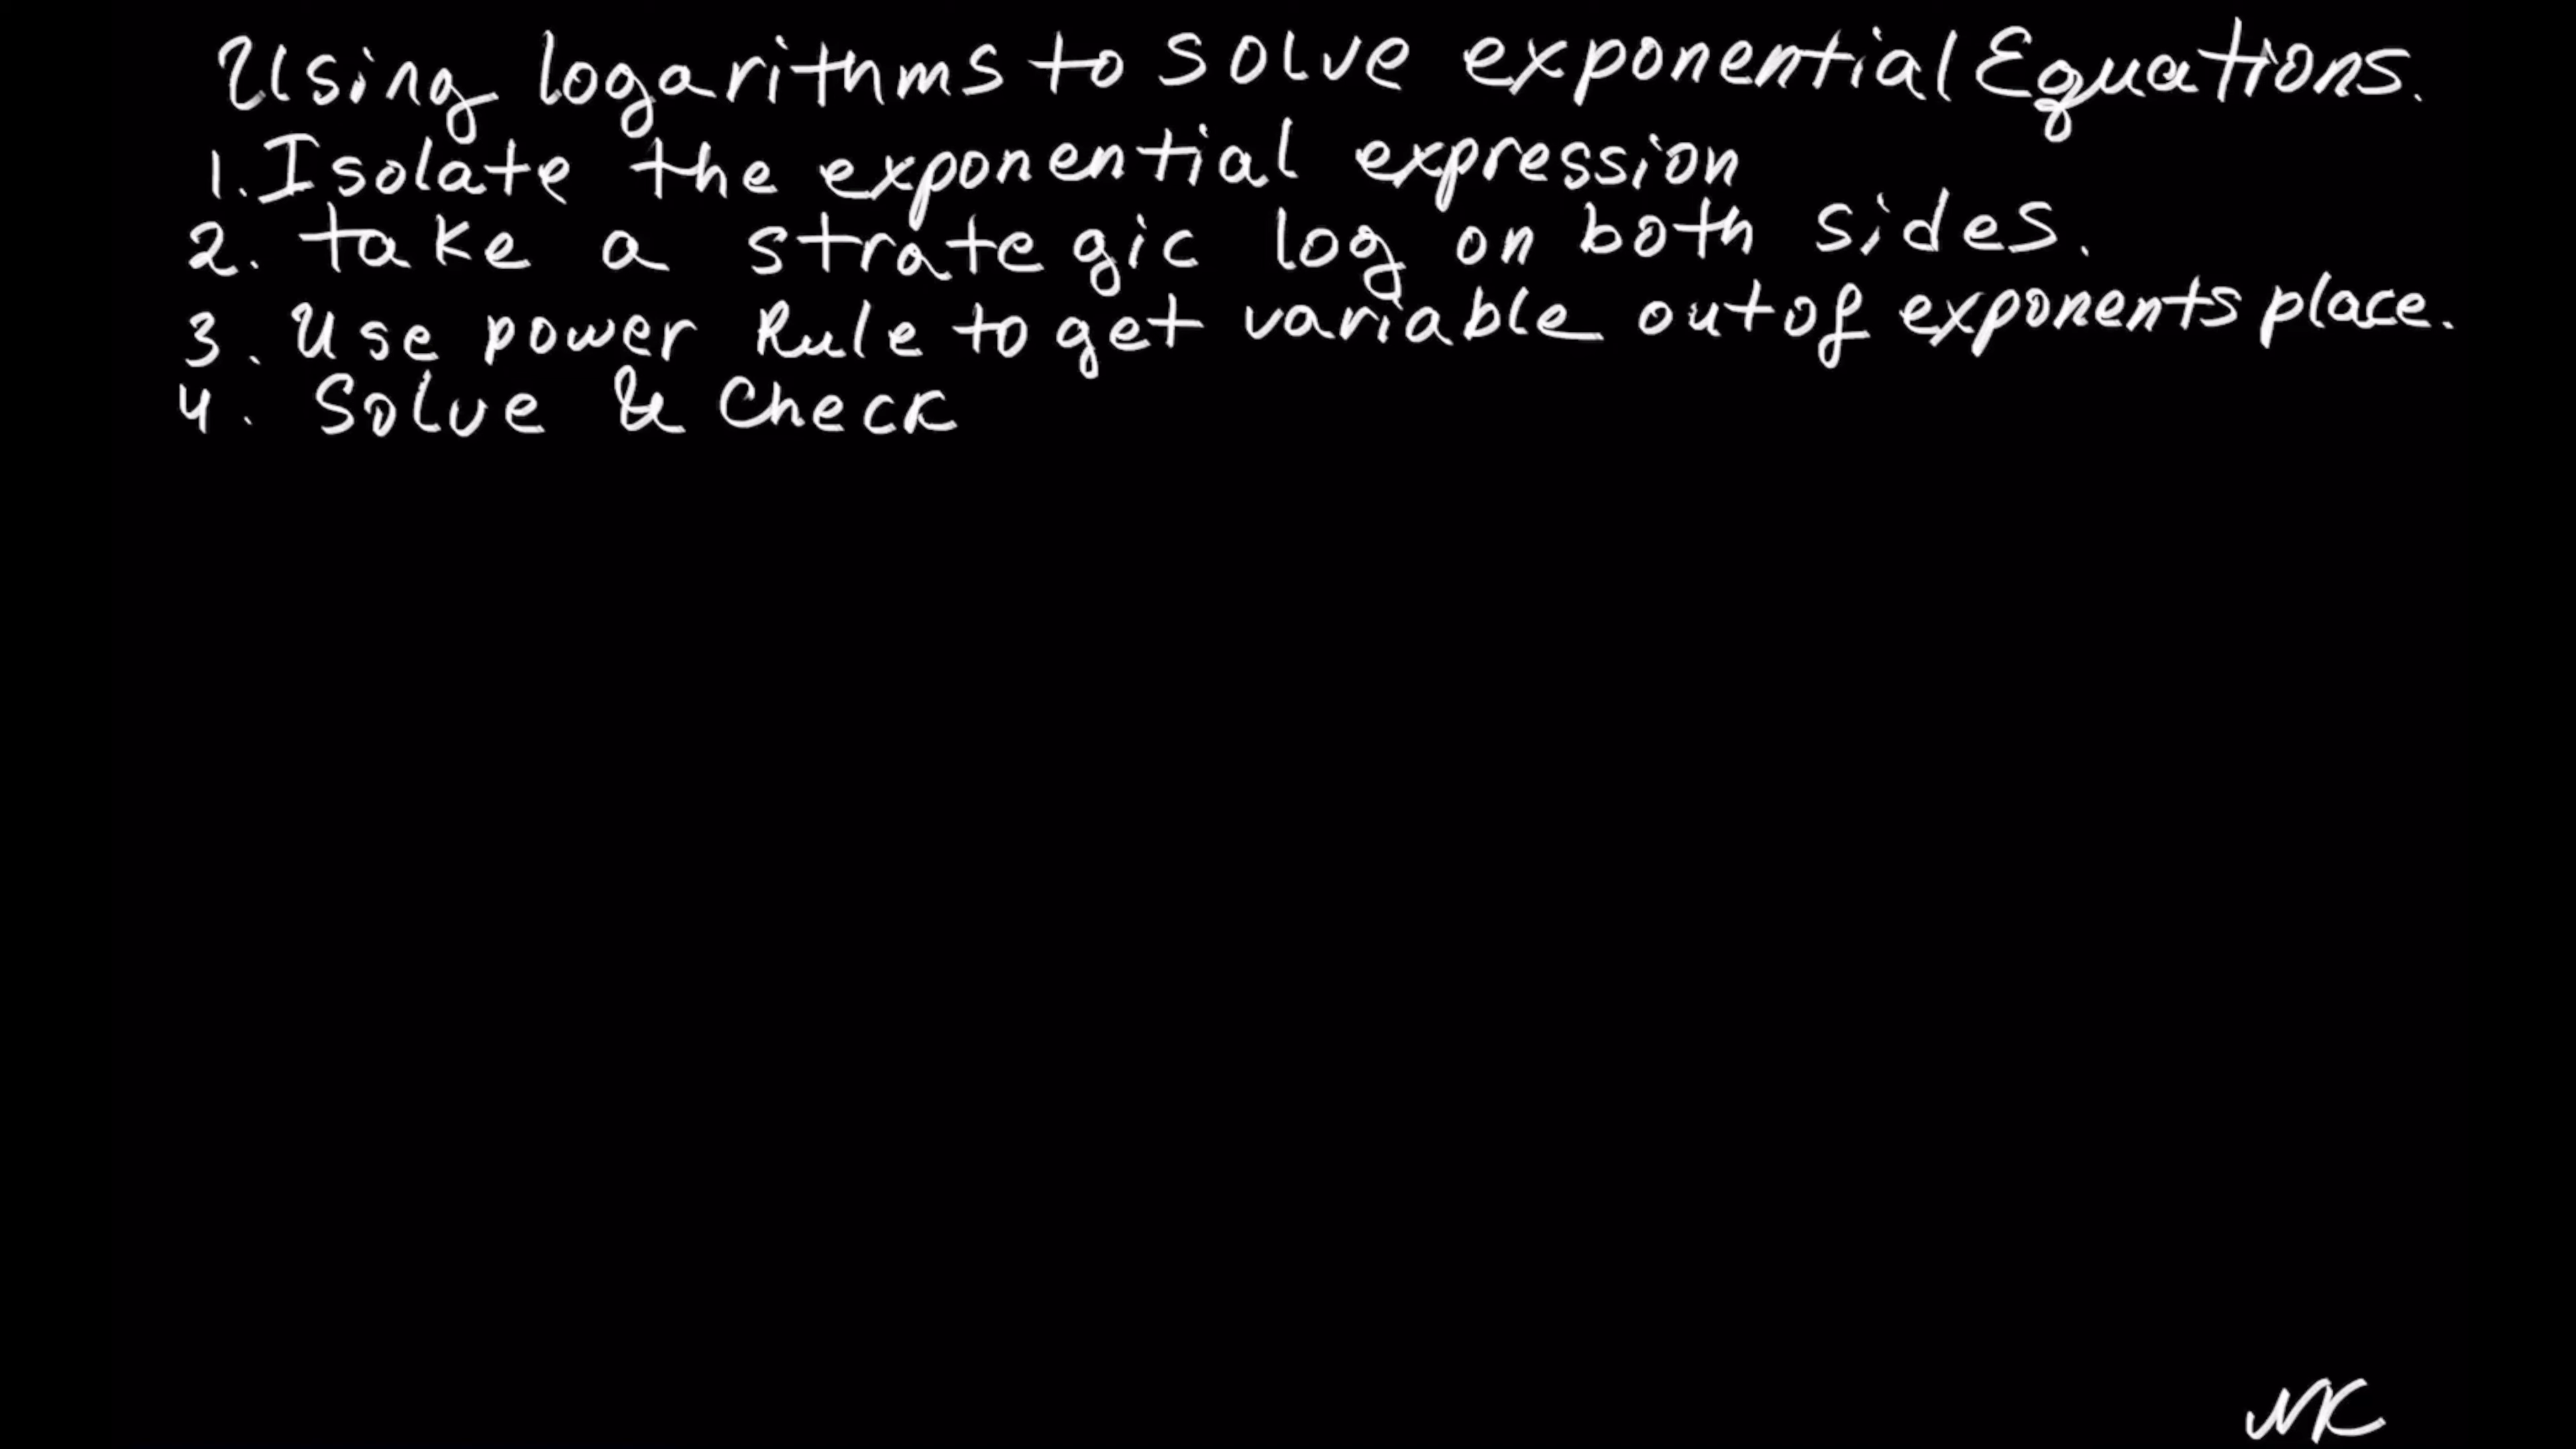 Using logarithms to solve exponential Equations.
1. Isolate the exponential expression
2. take a strategic log on both sides.
3. Use power Rule to get variable out of exponents place.
4. Solve & Check
NK